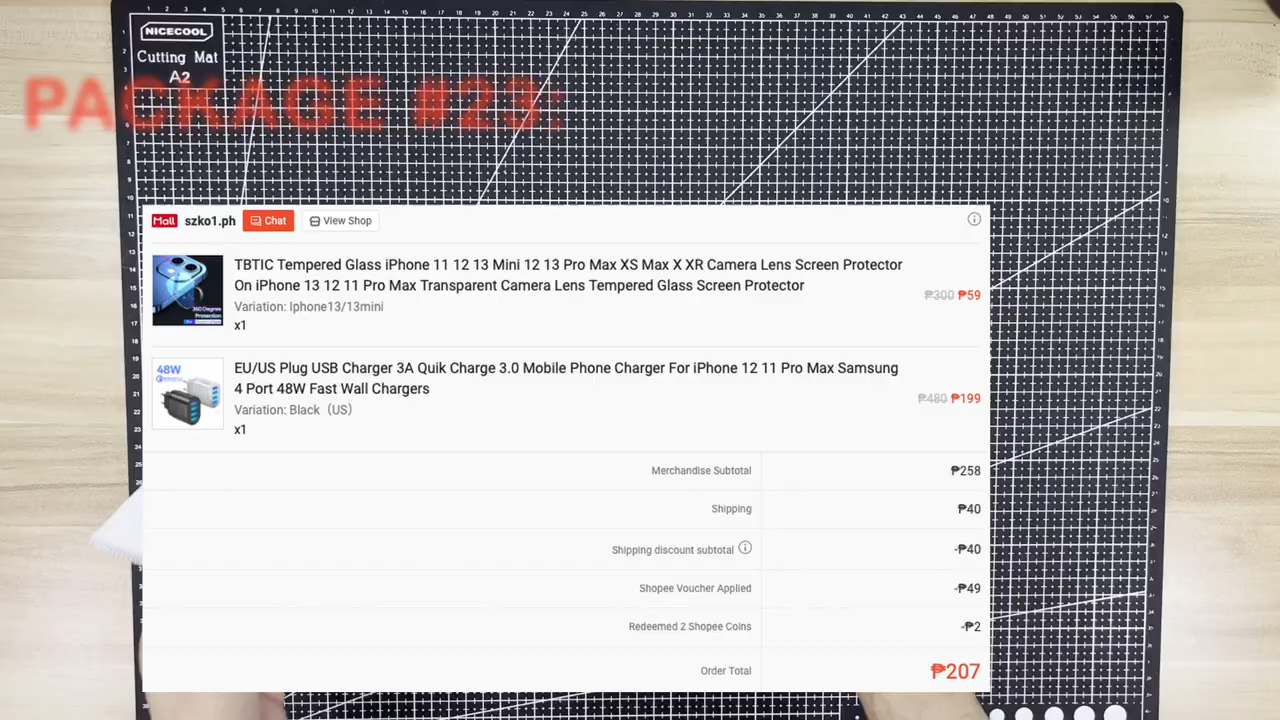 NICECOOL
Cutting Mat
A2
PACKAGE #23:
Mall szko1.ph Chat View Shop
TBTIC Tempered Glass iPhone 11 12 13 Mini 12 13 Pro Max XS Max X XR Camera Lens Screen Protector
On iPhone 13 12 11 Pro Max Transparent Camera Lens Tempered Glass Screen Protector
Variation: Iphone13/13mini
x1
₱300 ₱59
360 Degree
Protection
48W
EU/US Plug USB Charger 3A Quik Charge 3.0 Mobile Phone Charger For iPhone 12 11 Pro Max Samsung
4 Port 48W Fast Wall Chargers
Variation: Black（US）
x1
₱480 ₱199
Merchandise Subtotal ₱258
Shipping ₱40
Shipping discount subtotal -₱40
Shopee Voucher Applied -₱49
Redeemed 2 Shopee Coins -₱2
Order Total ₱207